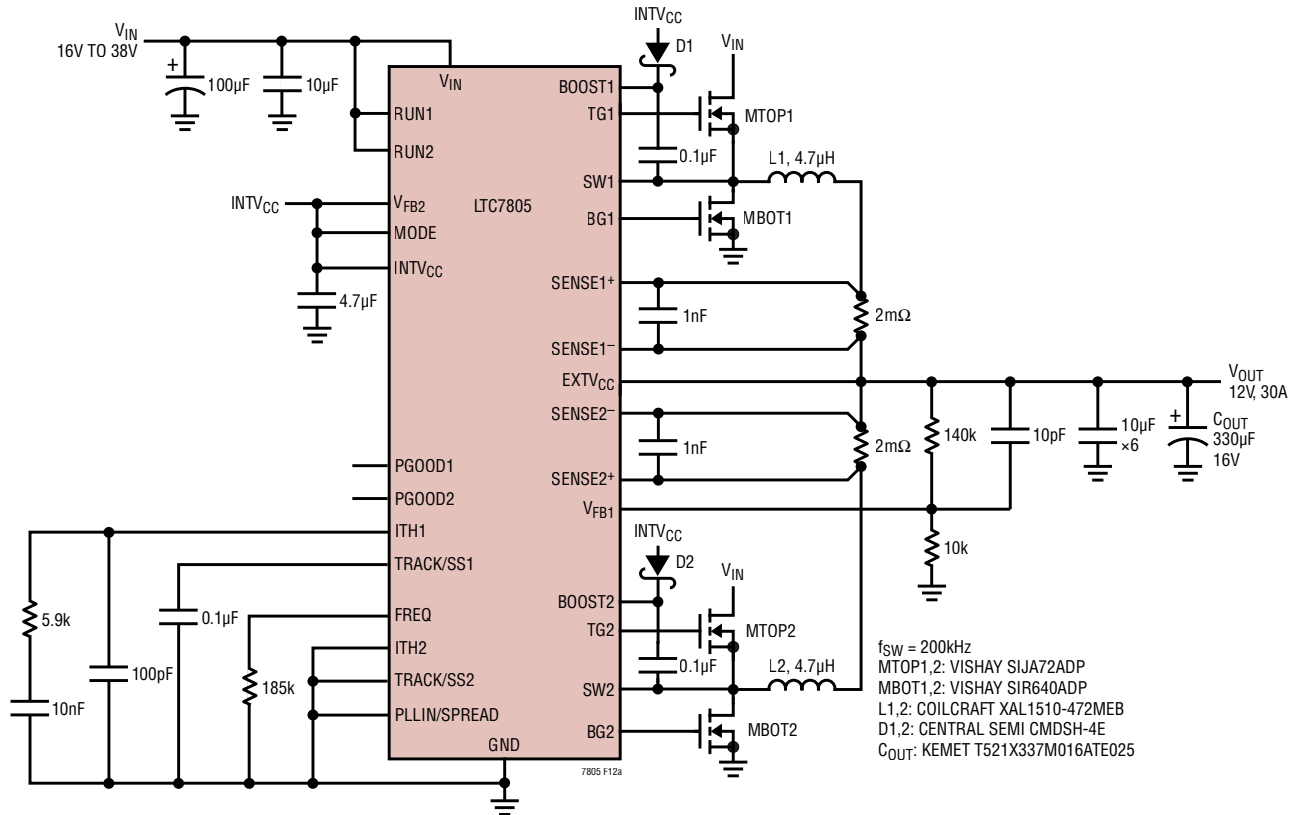 V_IN
16V TO 38V
100µF
10µF
INTV_CC
D1
V_IN
V_IN
RUN1
RUN2
INTV_CC
V_FB2
MODE
INTV_CC
4.7µF
LTC7805
BOOST1
TG1
MTOP1
0.1µF
SW1
L1, 4.7µH
BG1
MBOT1
SENSE1+
1nF
2mΩ
SENSE1–
EXTV_CC
V_OUT
12V, 30A
SENSE2–
1nF
2mΩ
SENSE2+
140k
10pF
10µF
×6
+
C_OUT
330µF
16V
V_FB1
10k
PGOOD1
PGOOD2
ITH1
TRACK/SS1
FREQ
ITH2
TRACK/SS2
PLLIN/SPREAD
GND
5.9k
10nF
100pF
0.1µF
185k
+
INTV_CC
D2
V_IN
BOOST2
TG2
MTOP2
0.1µF
SW2
L2, 4.7µH
BG2
MBOT2
7805 F12a
f_SW = 200kHz
MTOP1,2: VISHAY SIJA72ADP
MBOT1,2: VISHAY SIR640ADP
L1,2: COILCRAFT XAL1510-472MEB
D1,2: CENTRAL SEMI CMDSH-4E
C_OUT: KEMET T521X337M016ATE025